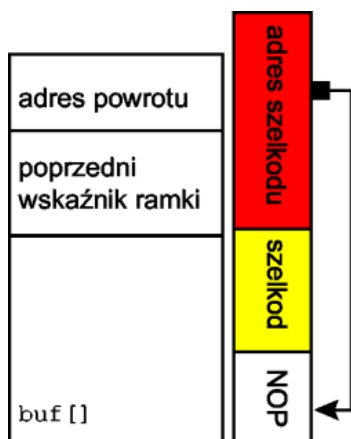 adres powrotu
poprzedni
wskaźnik ramki
buf[]
adres szelkodu
szelkod
NOP